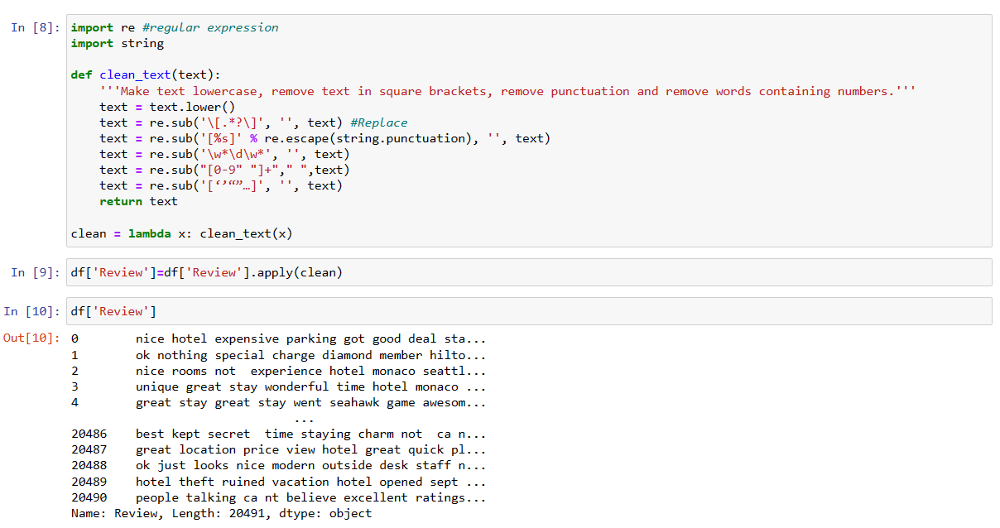 In [8]: import re #regular expression
import string
def clean_text(text):
'''Make text lowercase, remove text in square brackets, remove punctuation and remove words containing numbers.'''
text = text.lower()
text = re.sub('\[.*?\]', '', text) #Replace
text = re.sub('[%s]' % re.escape(string.punctuation), '', text)
text = re.sub('\w*\d\w*', '', text)
text = re.sub("[0-9" "]+"," ",text)
text = re.sub('[‘’“”…]', '', text)
return text
clean = lambda x: clean_text(x)
In [9]: df['Review']=df['Review'].apply(clean)
In [10]: df['Review']
Out[10]: 0 nice hotel expensive parking got good deal sta...
1 ok nothing special charge diamond member hilto...
2 nice rooms not  experience hotel monaco seattl...
3 unique great stay wonderful time hotel monaco ...
4 great stay great stay went seahawk game awesom...
...
20486 best kept secret  time staying charm not  ca n...
20487 great location price view hotel great quick pl...
20488 ok just looks nice modern outside desk staff n...
20489 hotel theft ruined vacation hotel opened sept ...
20490 people talking ca nt believe excellent ratings...
Name: Review, Length: 20491, dtype: object